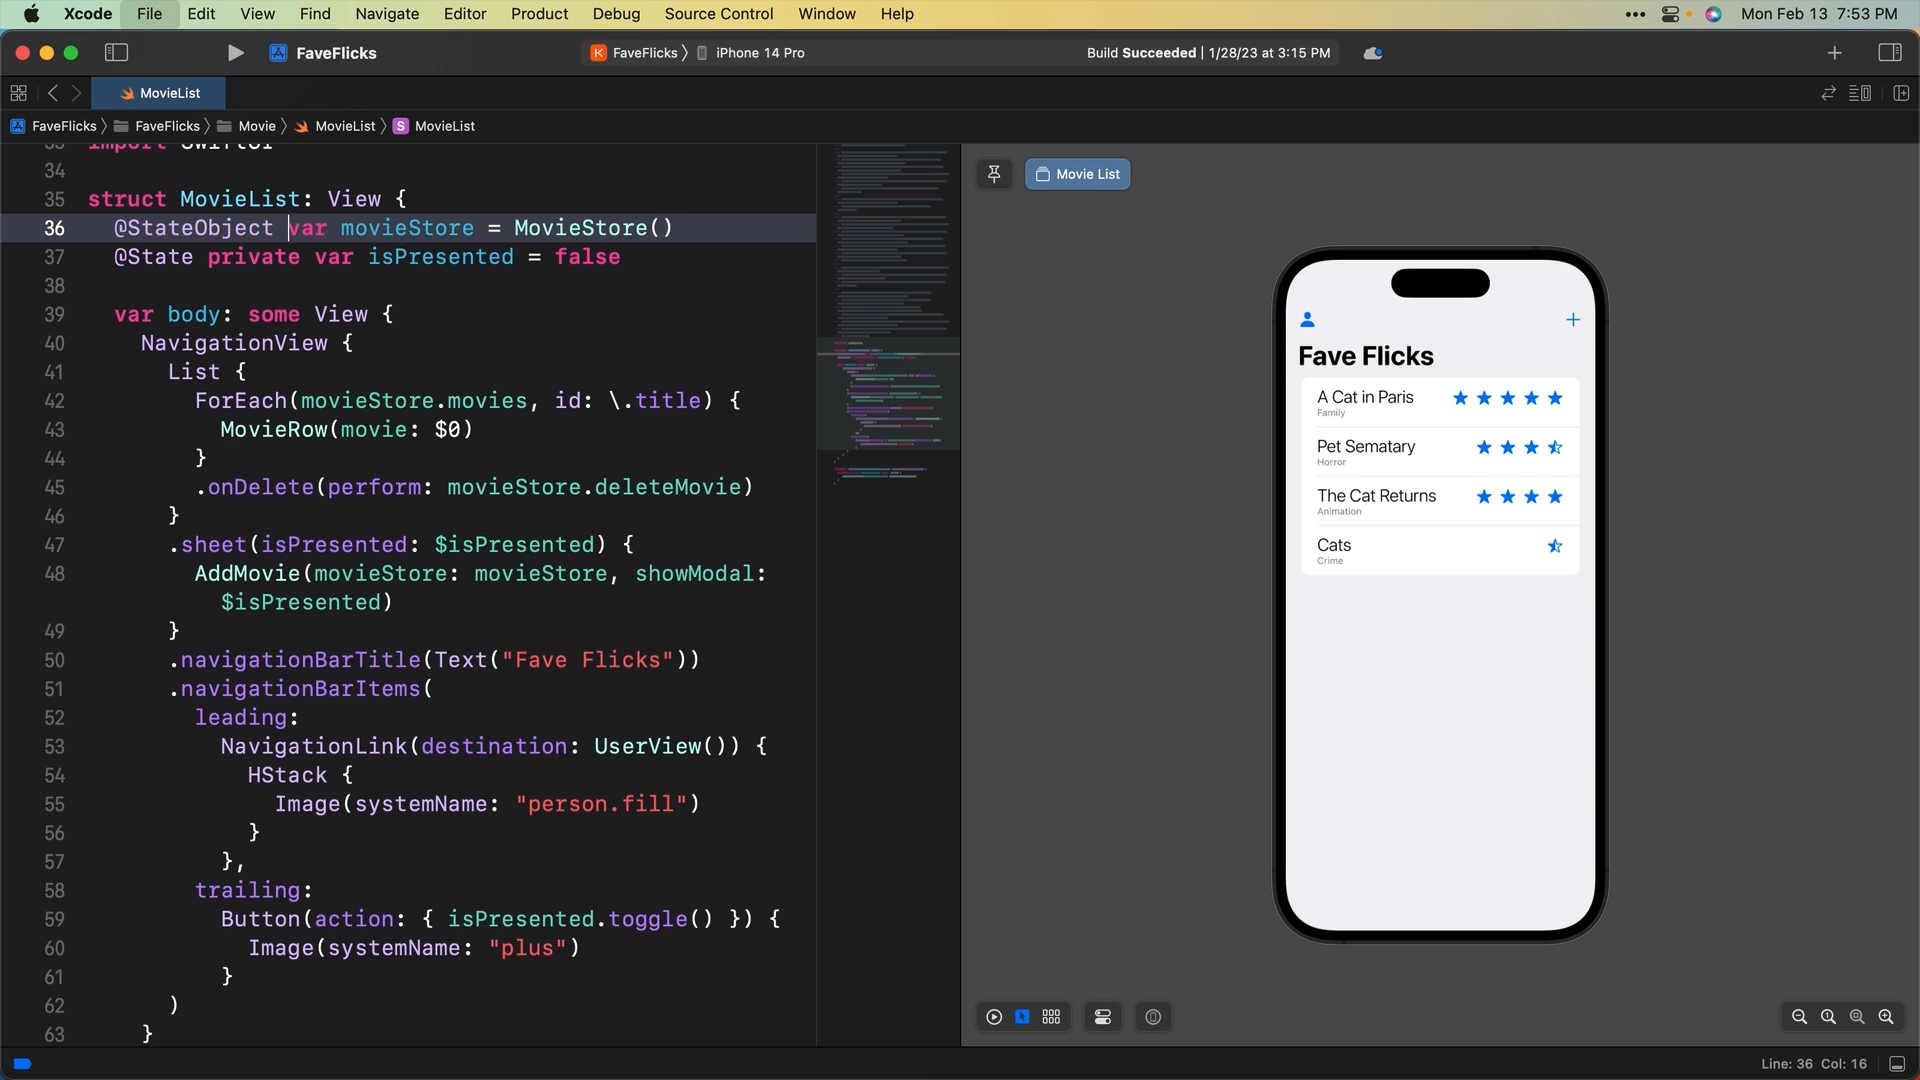 Xcode File Edit View Find Navigate Editor Product Debug Source Control Window Help Mon Feb 13 7:53 PM
FaveFlicks FaveFlicks iPhone 14 Pro Build Succeeded | 1/28/23 at 3:15 PM
MovieList
FaveFlicks FaveFlicks Movie MovieList S MovieList
33 import SwiftUI
34
35 struct MovieList: View {
36 @StateObject var movieStore = MovieStore()
37 @State private var isPresented = false
38
39 var body: some View {
40 NavigationView {
41 List {
42 ForEach(movieStore.movies, id: \.title) {
43 MovieRow(movie: $0)
44 }
45 .onDelete(perform: movieStore.deleteMovie)
46 }
47 .sheet(isPresented: $isPresented) {
48 AddMovie(movieStore: movieStore, showModal:
$isPresented)
49 }
50 .navigationBarTitle(Text("Fave Flicks"))
51 .navigationBarItems(
52 leading:
53 NavigationLink(destination: UserView()) {
54 HStack {
55 Image(systemName: "person.fill")
56 }
57 },
58 trailing:
59 Button(action: { isPresented.toggle() }) {
60 Image(systemName: "plus")
61 }
62 )
63 }
Movie List
Fave Flicks
A Cat in Paris
Family
Pet Sematary
Horror
The Cat Returns
Animation
Cats
Crime
Line: 36 Col: 16